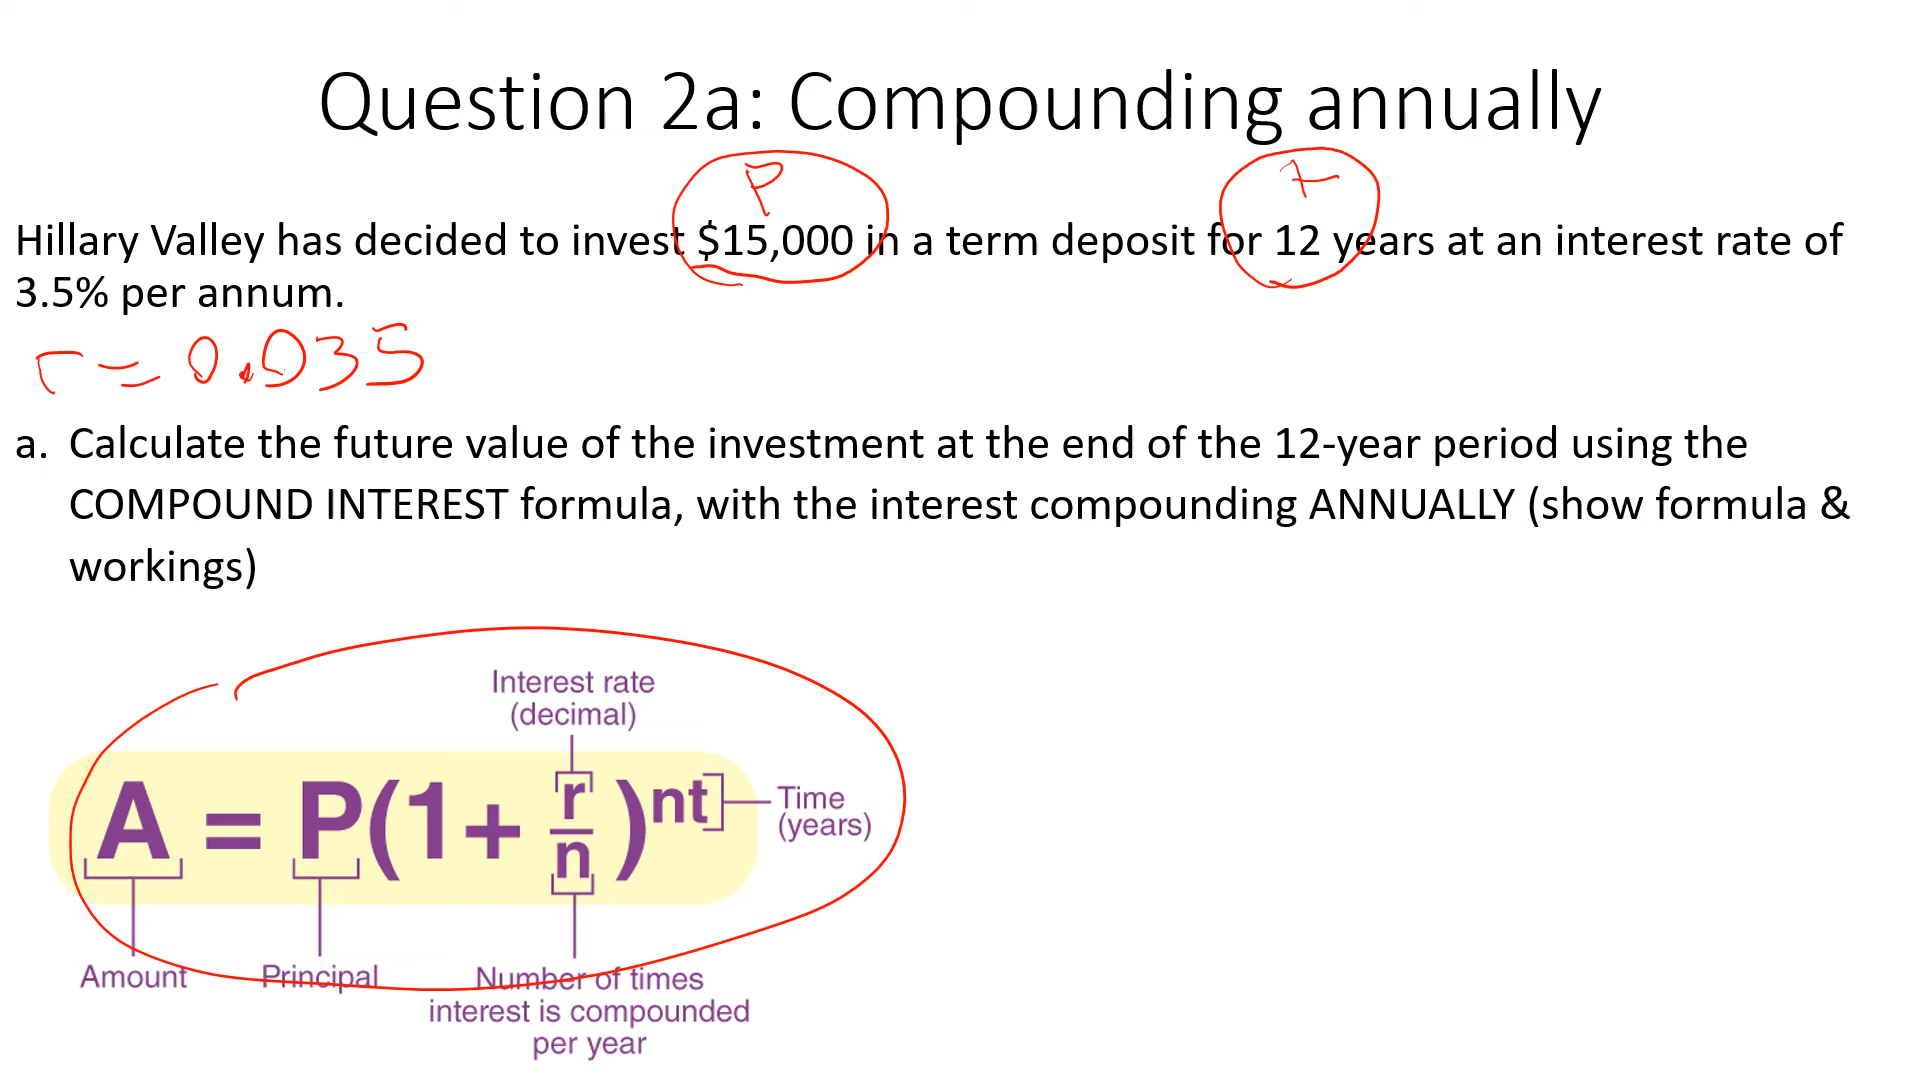 Question 2a: Compounding annually
P
t
Hillary Valley has decided to invest $15,000 in a term deposit for 12 years at an interest rate of
3.5% per annum.
r = 0.035
a. Calculate the future value of the investment at the end of the 12-year period using the
COMPOUND INTEREST formula, with the interest compounding ANNUALLY (show formula &
workings)
Interest rate
(decimal)
A = P(1+ r/n)^nt
Time
(years)
Amount
Principal
Number of times
interest is compounded
per year